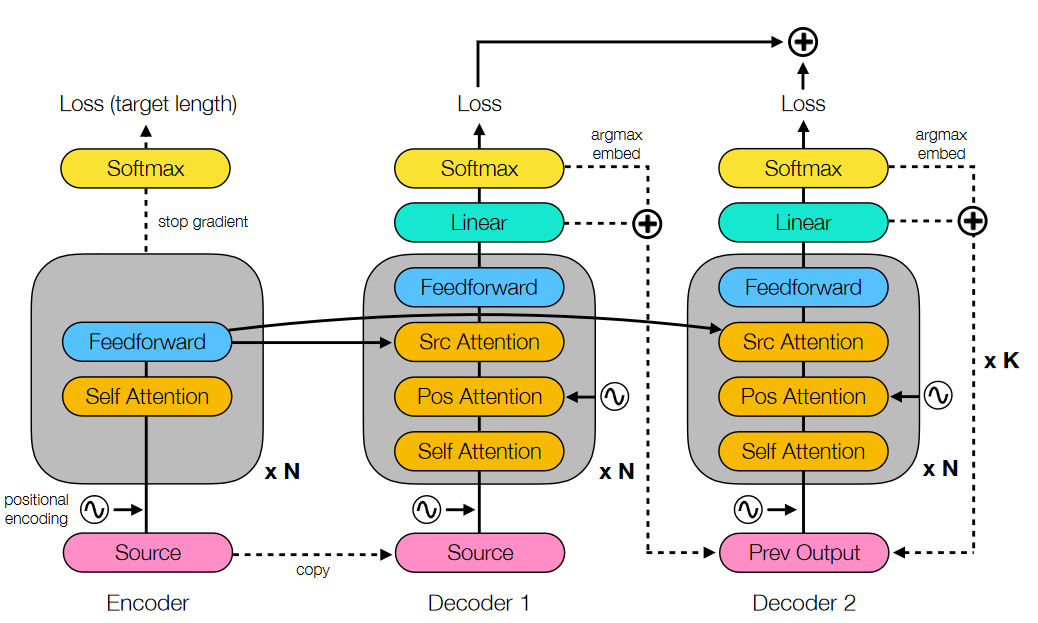 Loss (target length)
Softmax
stop gradient
Feedforward
Self Attention
x N
positional
encoding
Source
copy
Encoder
Loss
argmax
embed
Softmax
Linear
Feedforward
Src Attention
Pos Attention
Self Attention
x N
Source
Decoder 1
Loss
argmax
embed
Softmax
Linear
Feedforward
Src Attention
x K
Pos Attention
Self Attention
x N
Prev Output
Decoder 2